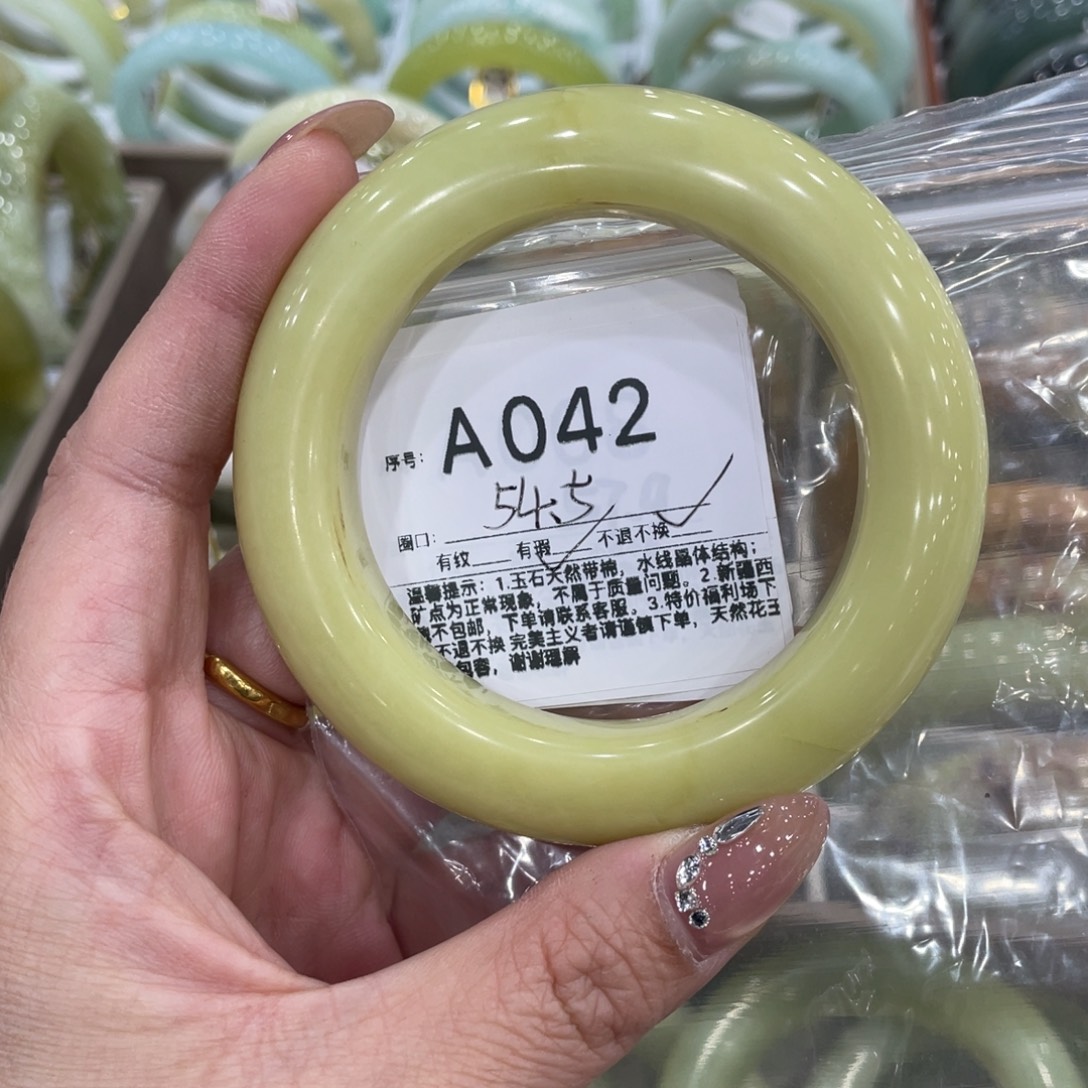 序号: A042
圈口: 54.5
有纹 有瑕 ✓ 不退不换 ✓
温馨提示：1.玉石天然带棉，水线晶体结构；
矿点为正常现象，不属于质量问题。2.新疆西
不包邮，下单请联系客服。3.特价福利场下
不退不换 完美主义者请谨慎下单，天然花玉
包容，谢谢理解